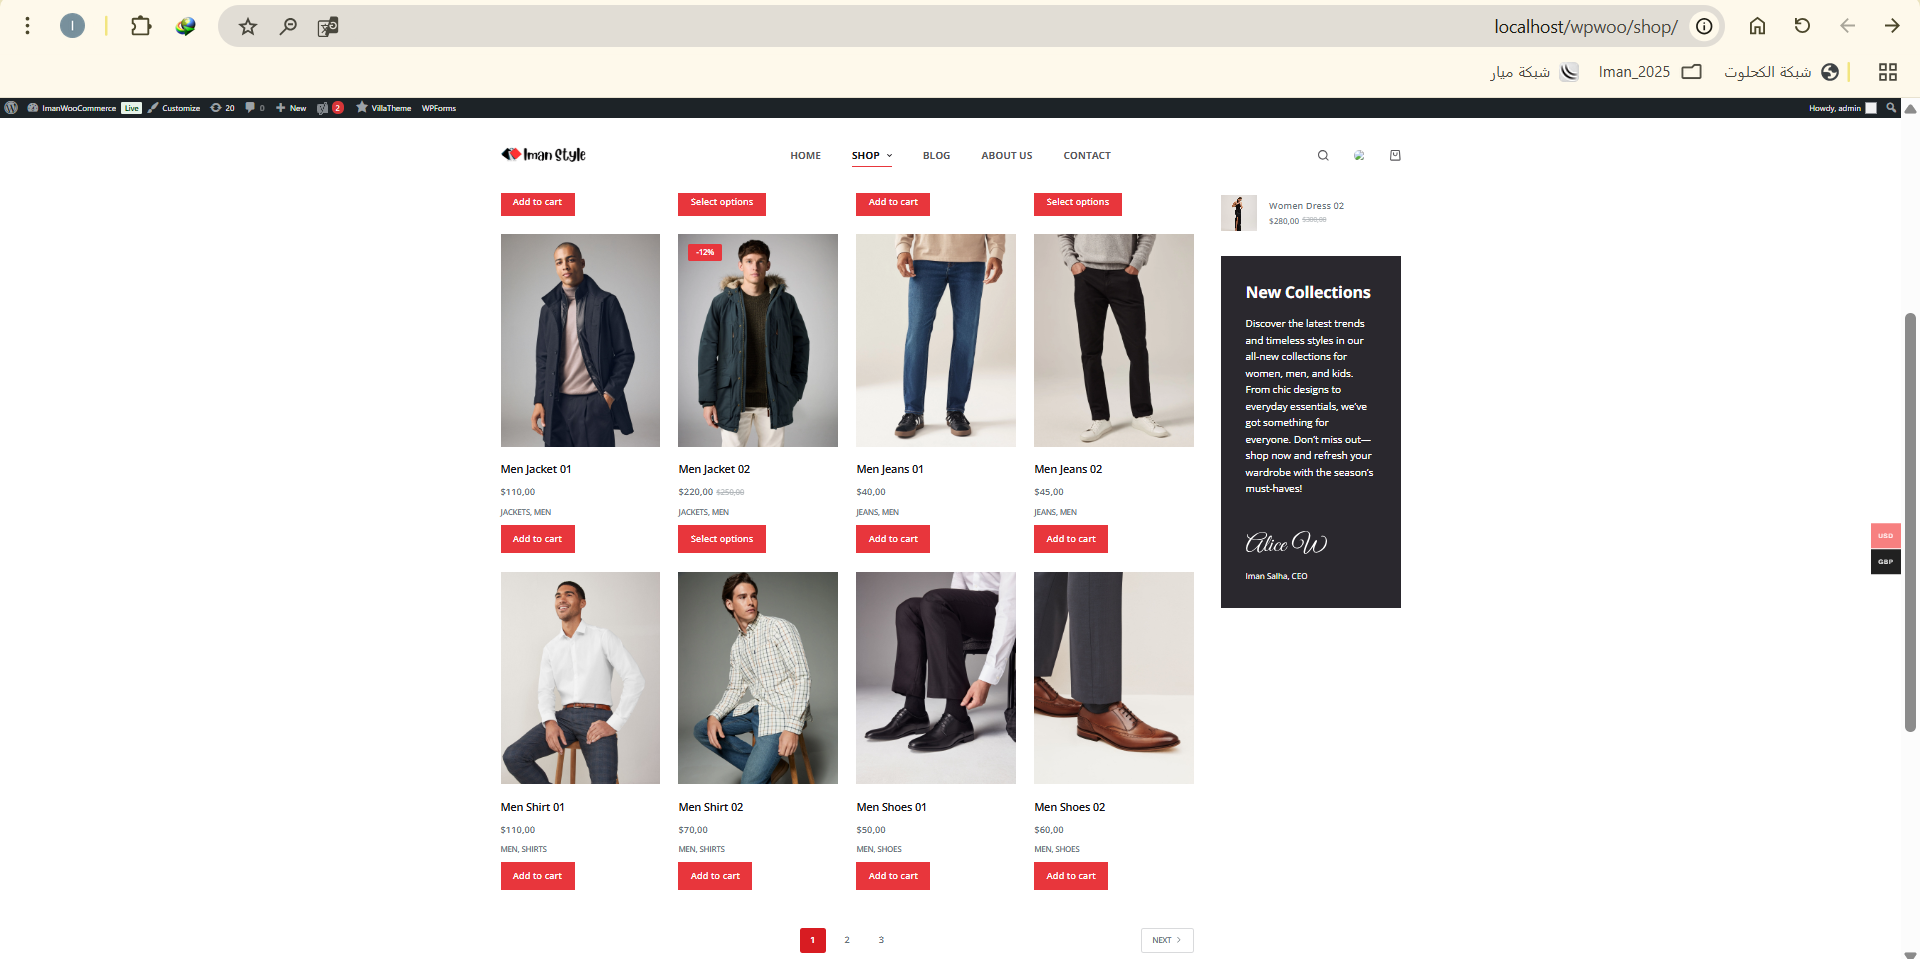 I
localhost/wpwoo/shop/
شبكة الكحلوت
Iman_2025
شبكة ميار
ImanWooCommerce Live Customize 20 0 New 2 VillaTheme WPForms
Howdy, admin
Iman Style
HOME SHOP BLOG ABOUT US CONTACT
Add to cart Select options Add to cart Select options
Women Dress 02
$280,00 $300,00
-12%
Men Jacket 01 Men Jacket 02 Men Jeans 01 Men Jeans 02
$110,00 $220,00 $250,00 $40,00 $45,00
JACKETS, MEN JACKETS, MEN JEANS, MEN JEANS, MEN
Add to cart Select options Add to cart Add to cart
Men Shirt 01 Men Shirt 02 Men Shoes 01 Men Shoes 02
$110,00 $70,00 $50,00 $60,00
MEN, SHIRTS MEN, SHIRTS MEN, SHOES MEN, SHOES
Add to cart Add to cart Add to cart Add to cart
1 2 3 NEXT
New Collections
Discover the latest trends
and timeless styles in our
all-new collections for
women, men, and kids.
From chic designs to
everyday essentials, we’ve
got something for
everyone. Don’t miss out—
shop now and refresh your
wardrobe with the season’s
must-haves!
Alice W
Iman Salha, CEO
USD
GBP